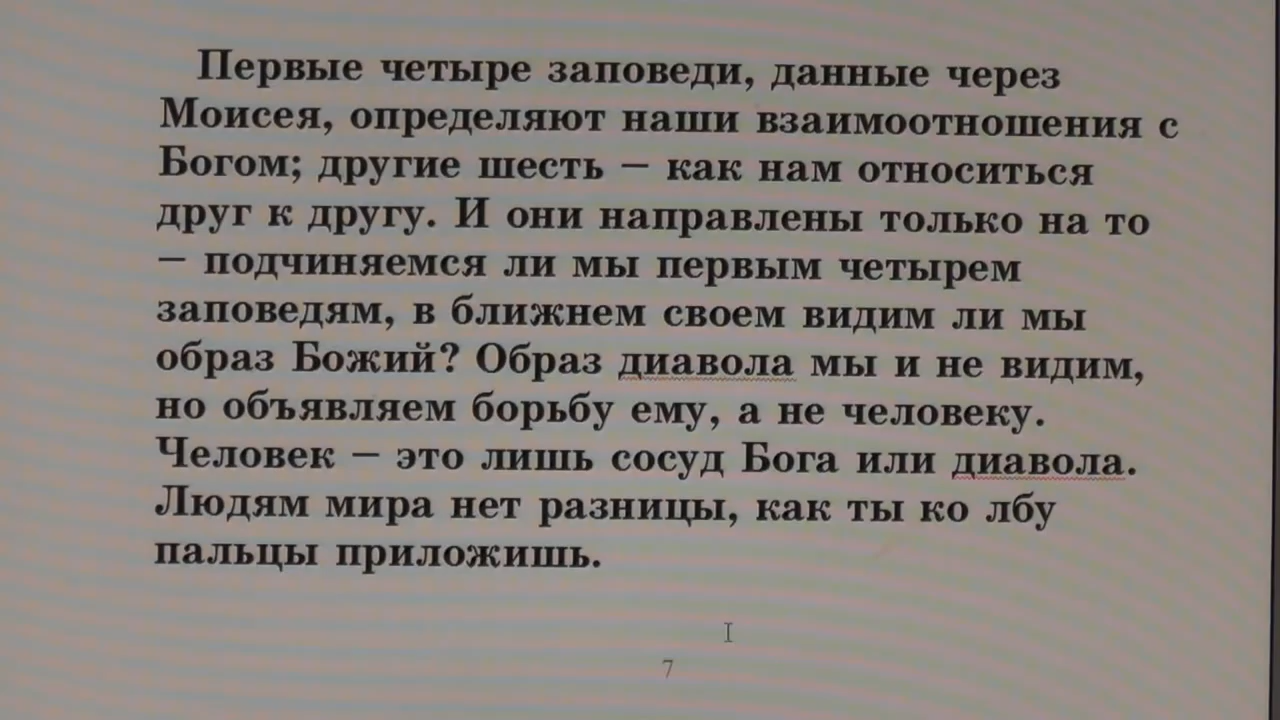 Первые четыре заповеди, данные через
Моисея, определяют наши взаимоотношения с
Богом; другие шесть – как нам относиться
друг к другу. И они направлены только на то
– подчиняемся ли мы первым четырем
заповедям, в ближнем своем видим ли мы
образ Божий? Образ диавола мы и не видим,
но объявляем борьбу ему, а не человеку.
Человек – это лишь сосуд Бога или диавола.
Людям мира нет разницы, как ты ко лбу
пальцы приложишь.
7